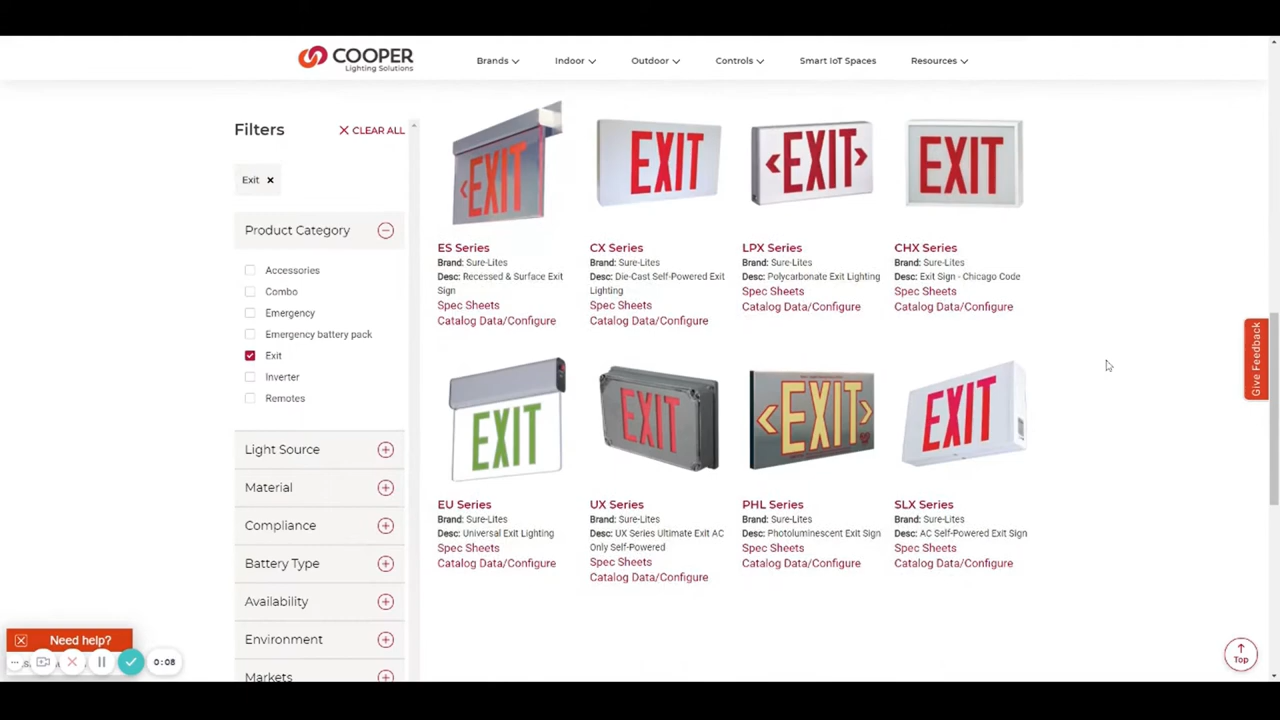 COOPER
Lighting Solutions
Brands
Indoor
Outdoor
Controls
Smart IoT Spaces
Resources
Filters
CLEAR ALL
Exit
Product Category
Accessories
Combo
Emergency
Emergency battery pack
Exit
Inverter
Remotes
Light Source
Material
Compliance
Battery Type
Availability
Environment
Markets
EXIT
EXIT
EXIT
EXIT
ES Series
Brand: Sure-Lites
Desc: Recessed & Surface Exit
Sign
Spec Sheets
Catalog Data/Configure
CX Series
Brand: Sure-Lites
Desc: Die-Cast Self-Powered Exit
Lighting
Spec Sheets
Catalog Data/Configure
LPX Series
Brand: Sure-Lites
Desc: Polycarbonate Exit Lighting
Spec Sheets
Catalog Data/Configure
CHX Series
Brand: Sure-Lites
Desc: Exit Sign - Chicago Code
Spec Sheets
Catalog Data/Configure
EXIT
EXIT
EXIT
EXIT
EU Series
Brand: Sure-Lites
Desc: Universal Exit Lighting
Spec Sheets
Catalog Data/Configure
UX Series
Brand: Sure-Lites
Desc: UX Series Ultimate Exit AC
Only Self-Powered
Spec Sheets
Catalog Data/Configure
PHL Series
Brand: Sure-Lites
Desc: Photoluminescent Exit Sign
Spec Sheets
Catalog Data/Configure
SLX Series
Brand: Sure-Lites
Desc: AC Self-Powered Exit Sign
Spec Sheets
Catalog Data/Configure
Give Feedback
Need help?
0:08
Top